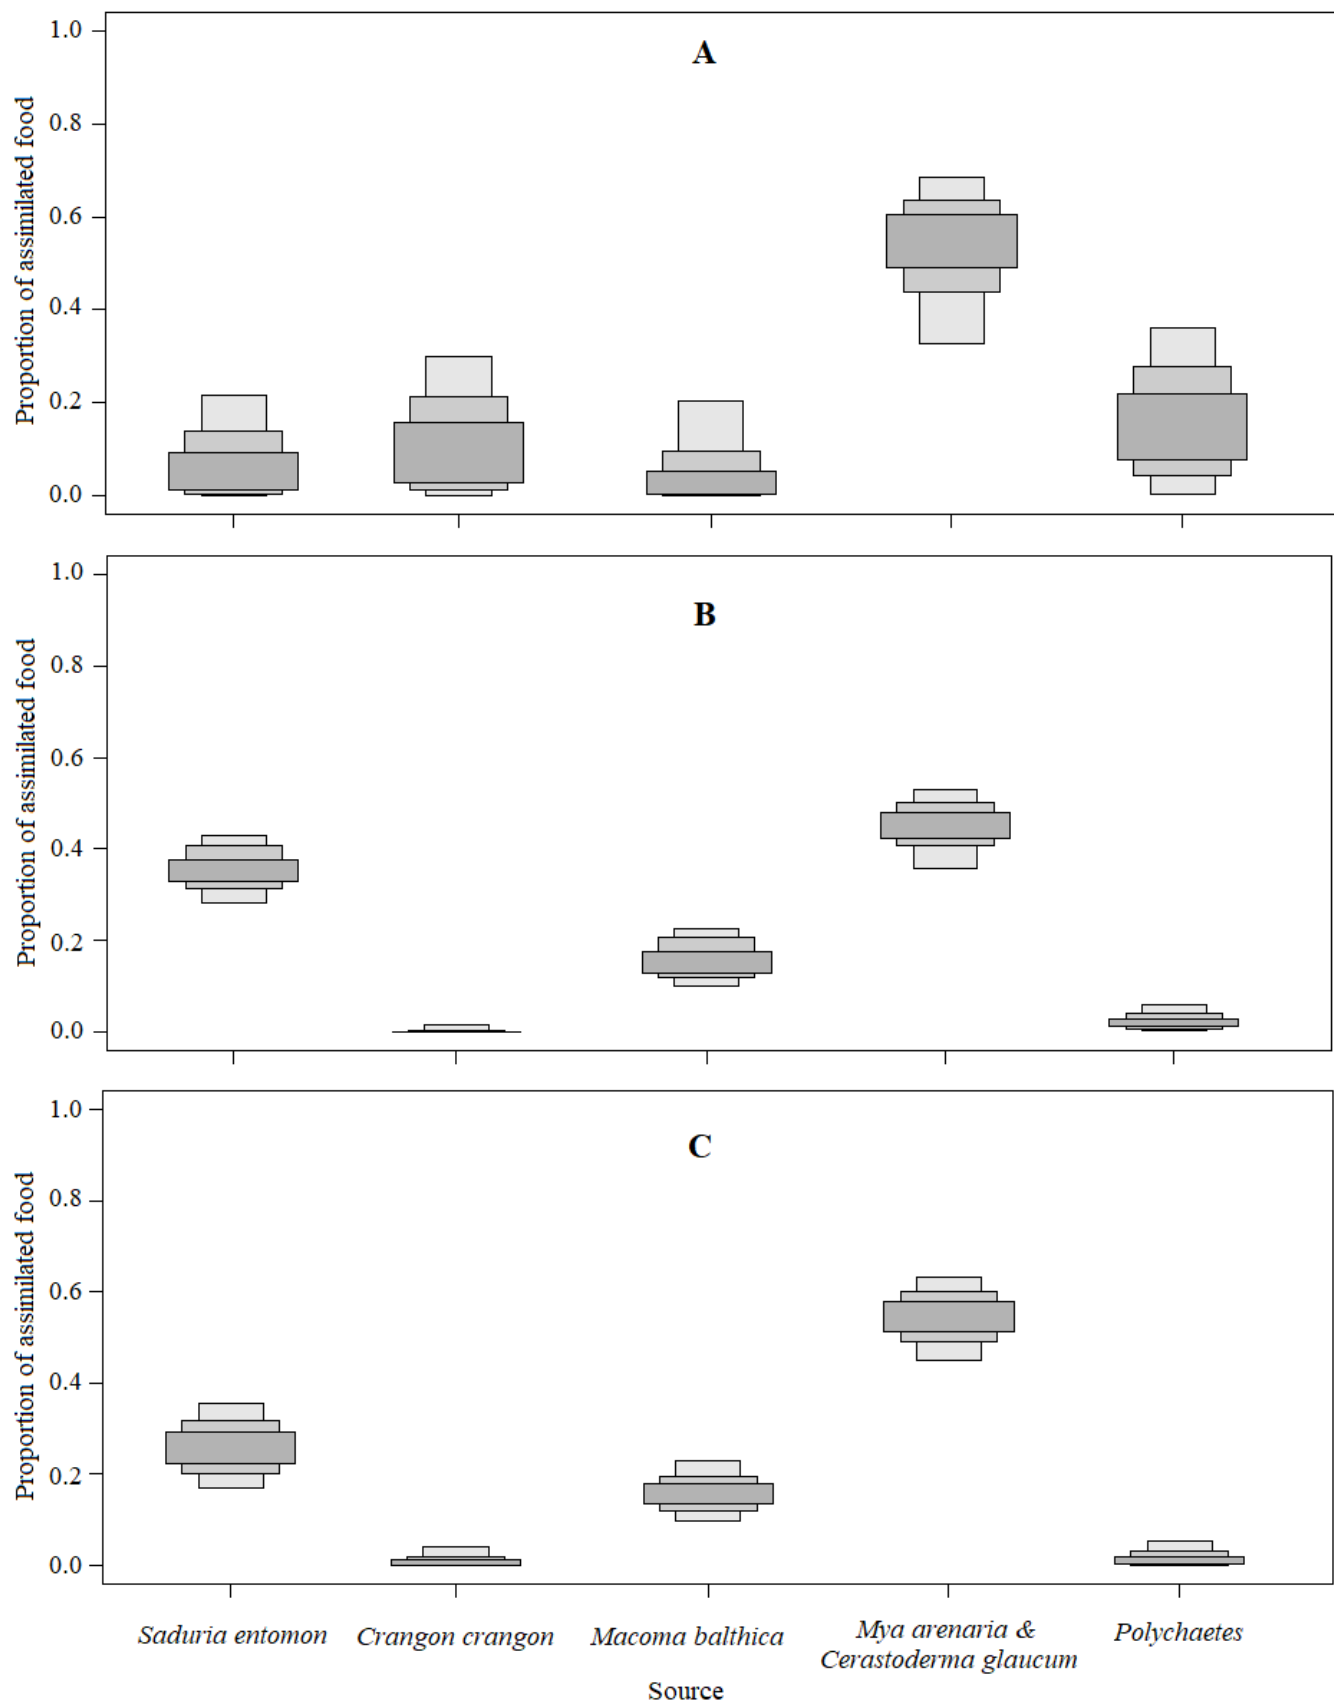 A
Proportion of assimilated food
1.0
0.8
0.6
0.4
0.2
0.0
B
Proportion of assimilated food
1.0
0.8
0.6
0.4
0.2
0.0
C
Proportion of assimilated food
1.0
0.8
0.6
0.4
0.2
0.0
Saduria entomon
Crangon crangon
Macoma balthica
Mya arenaria &
Cerastoderma glaucum
Polychaetes
Source